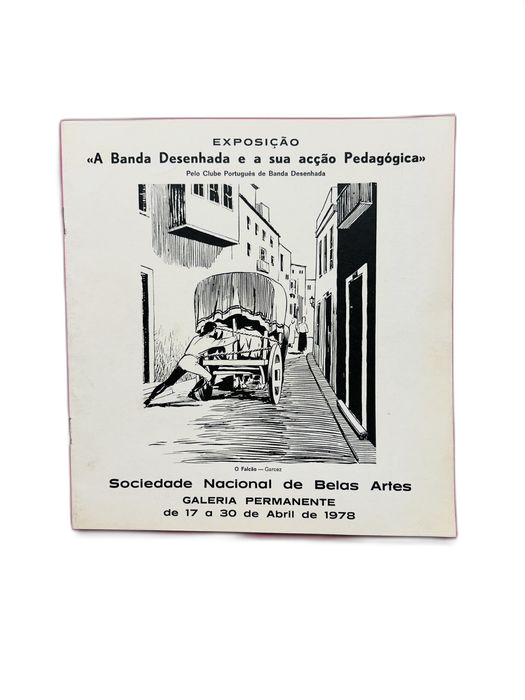 EXPOSIÇÃO
«A Banda Desenhada e a sua acção Pedagógica»
Pelo Clube Português de Banda Desenhada
O Falcão — Garcez
Sociedade Nacional de Belas Artes
GALERIA PERMANENTE
de 17 a 30 de Abril de 1978